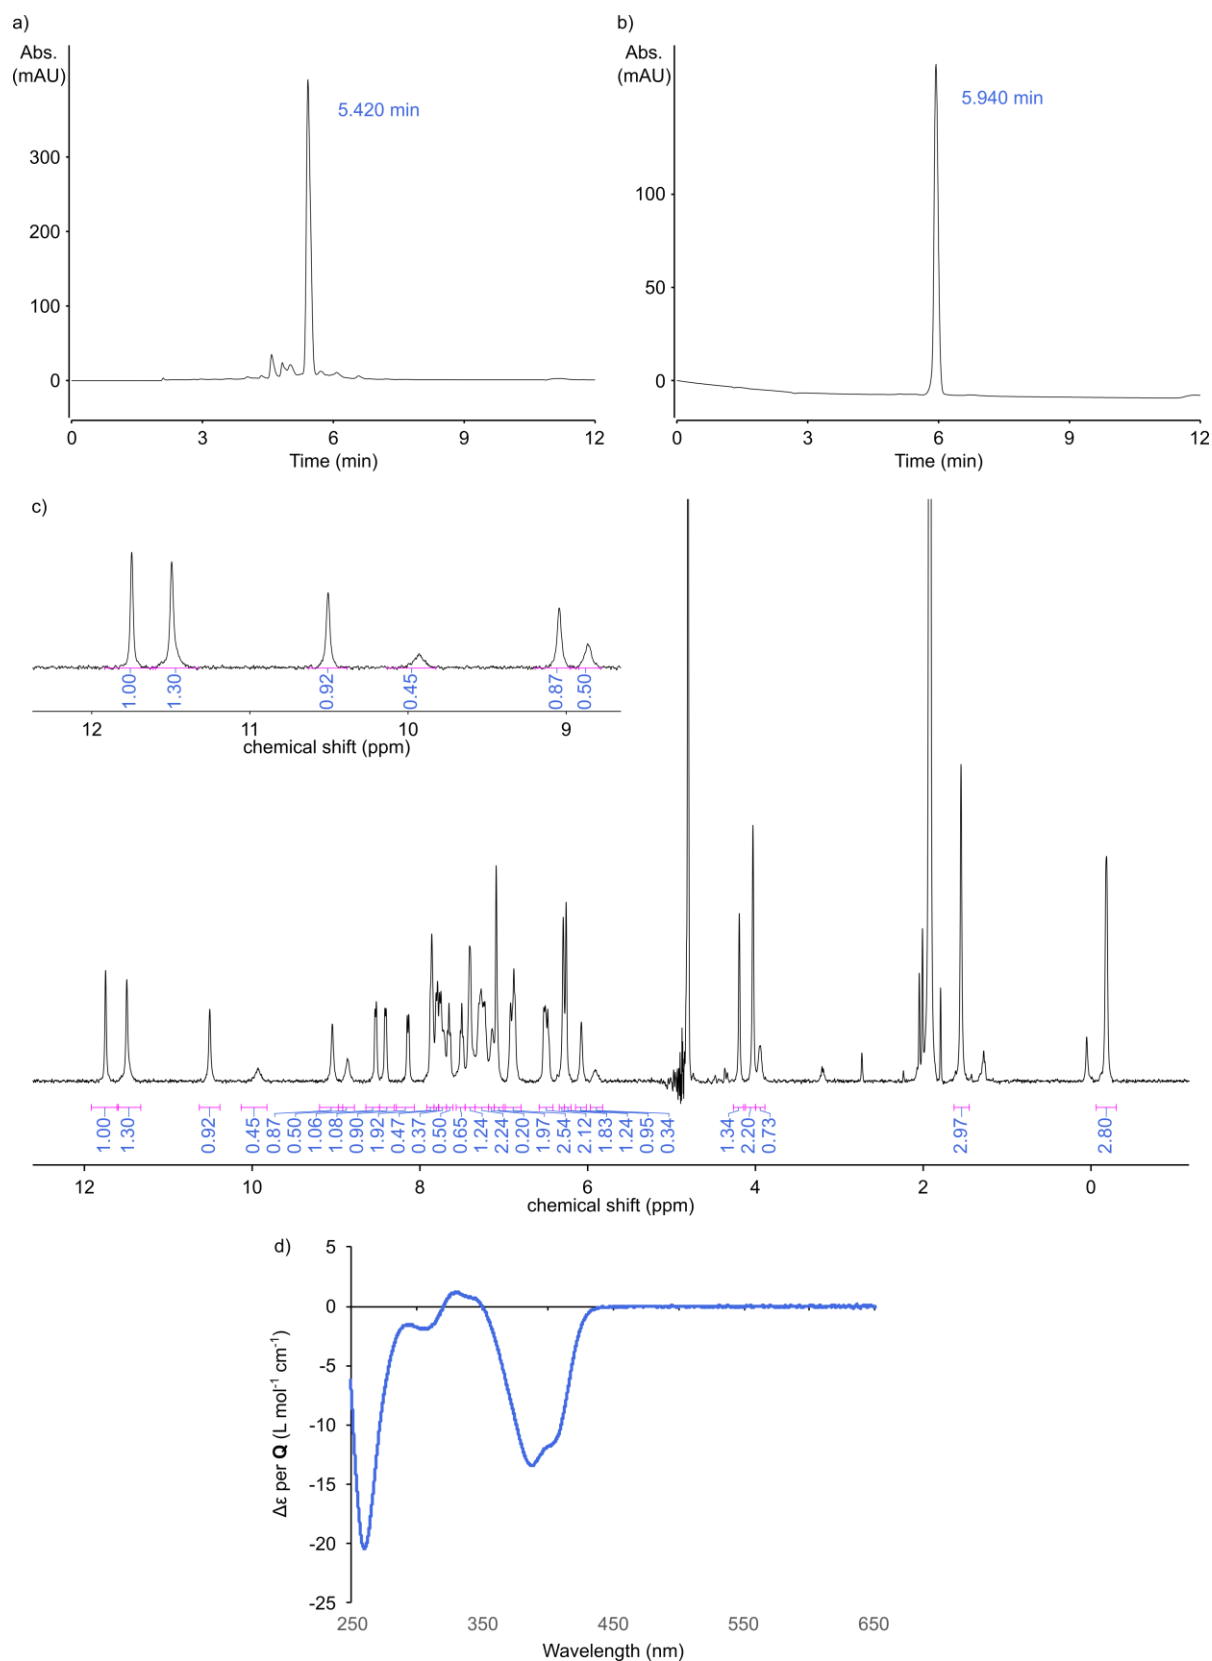 a)
Abs.
(mAU)
5.420 min
300
200
100
0
0 3 6 9 12
Time (min)
b)
Abs.
(mAU)
5.940 min
100
50
0
0 3 6 9 12
Time (min)
c)
1.00 1.30 0.92 0.45 0.87 0.50
12 11 10 9
chemical shift (ppm)
1.00 1.30 0.92 0.45 0.87 0.50 1.06 1.08 0.90 1.92 0.47 0.37 0.50 0.65 1.24 2.24 0.20 1.97 2.54 2.12 1.83 1.24 0.95 0.34 1.34 2.20 0.73 2.97 2.80
12 10 8 6 4 2 0
chemical shift (ppm)
d)
5
0
-5
-10
-15
-20
-25
Δε per Q (L mol⁻¹ cm⁻¹)
250 350 450 550 650
Wavelength (nm)